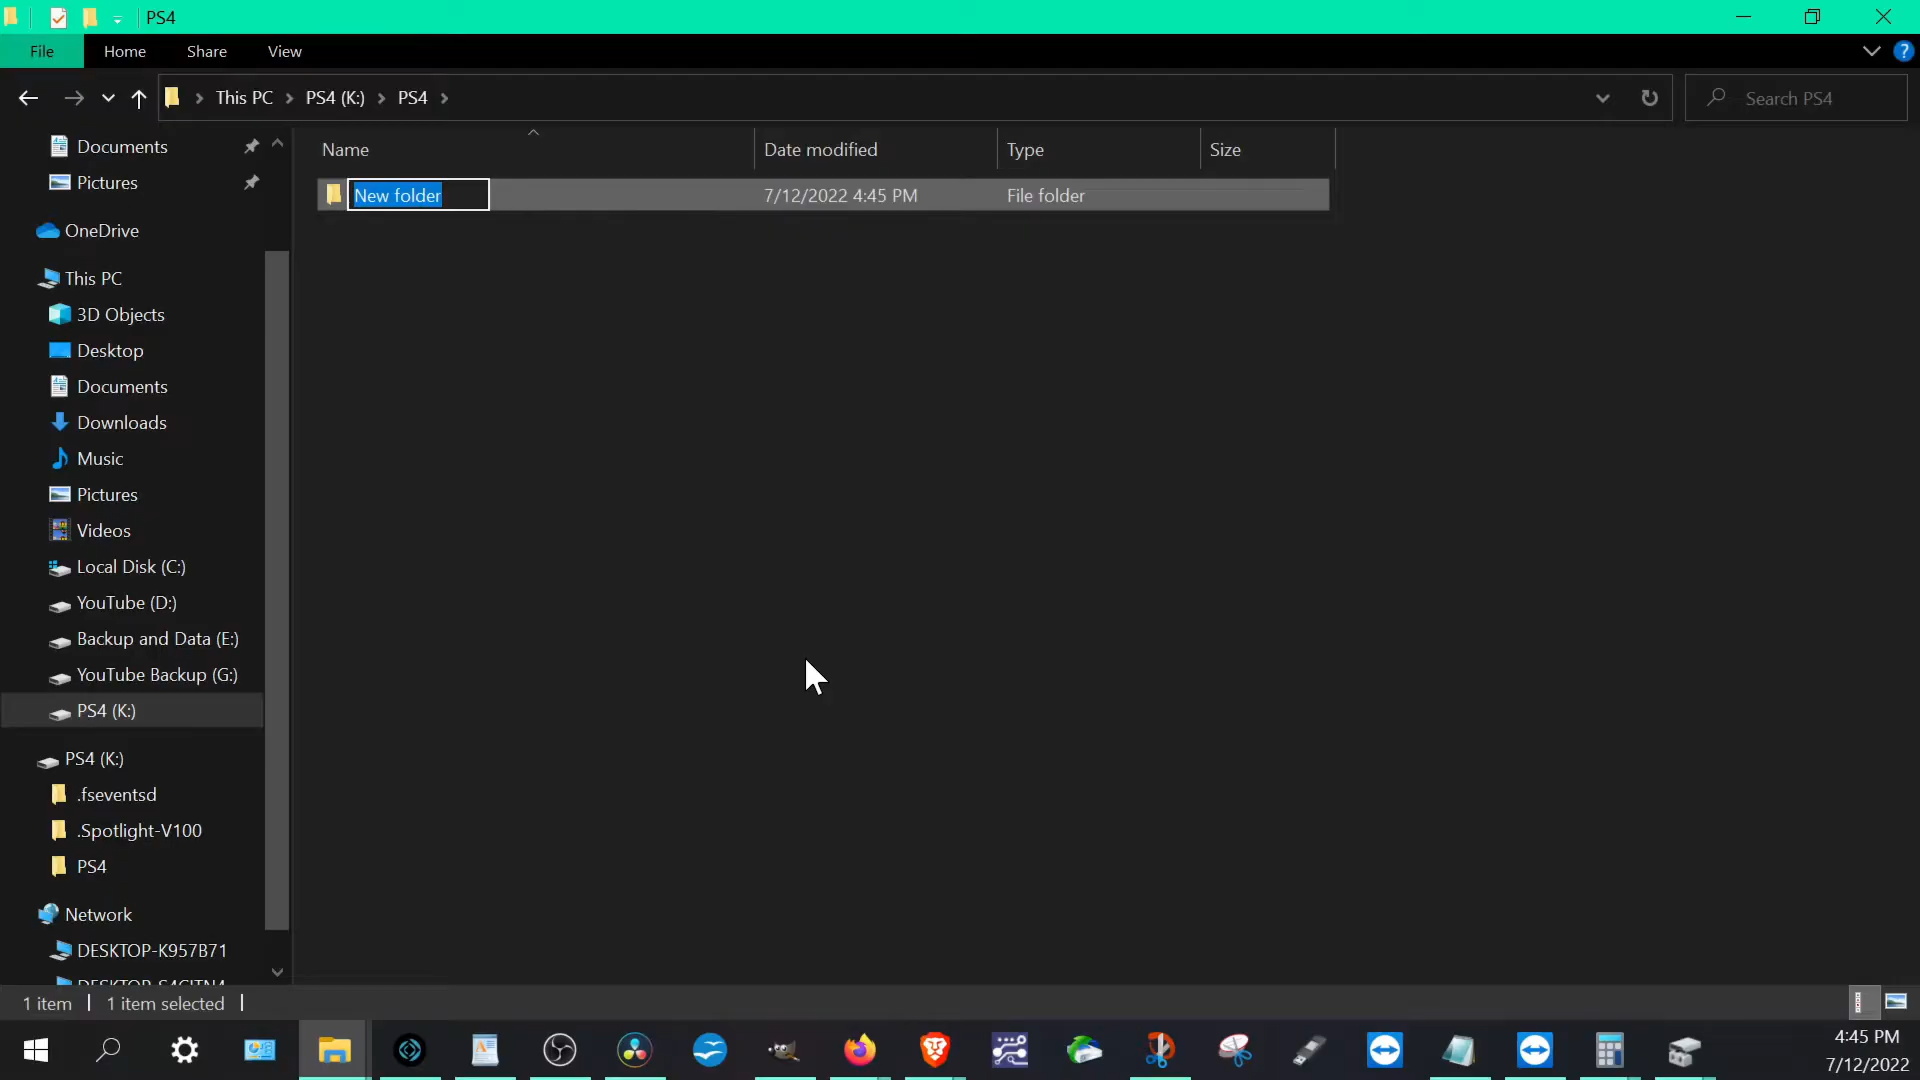 PS4
File Home Share View
This PC PS4 (K:) PS4
Search PS4
Name Date modified Type Size
New folder 7/12/2022 4:45 PM File folder
Documents
Pictures
OneDrive
This PC
3D Objects
Desktop
Documents
Downloads
Music
Pictures
Videos
Local Disk (C:)
YouTube (D:)
Backup and Data (E:)
YouTube Backup (G:)
PS4 (K:)
PS4 (K:)
.fseventsd
.Spotlight-V100
PS4
Network
DESKTOP-K957B71
1 item 1 item selected
4:45 PM
7/12/2022